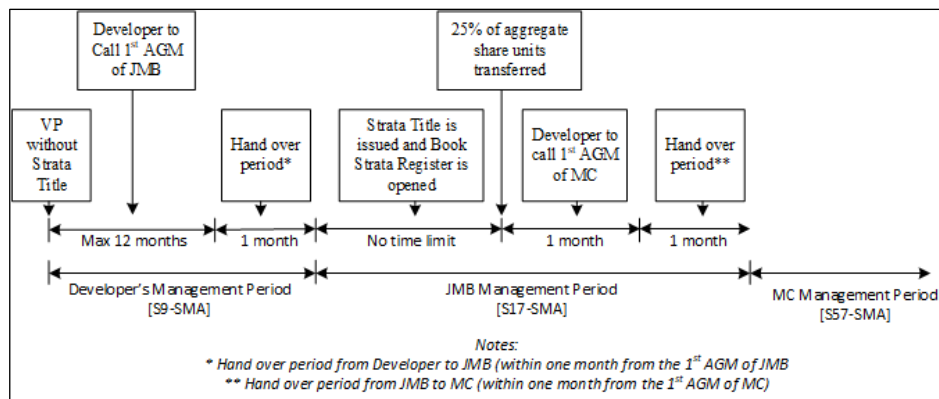 Developer to
Call 1st AGM
of JMB
25% of aggregate
share units
transferred
VP
without
Strata
Title
Hand over
period*
Strata Title is
issued and Book
Strata Register is
opened
Developer to
call 1st AGM
of MC
Hand over
period**
Max 12 months
1 month
No time limit
1 month
1 month
Developer's Management Period
[S9-SMA]
JMB Management Period
[S17-SMA]
MC Management Period
[S57-SMA]
Notes:
* Hand over period from Developer to JMB (within one month from the 1st AGM of JMB
** Hand over period from JMB to MC (within one month from the 1st AGM of MC)